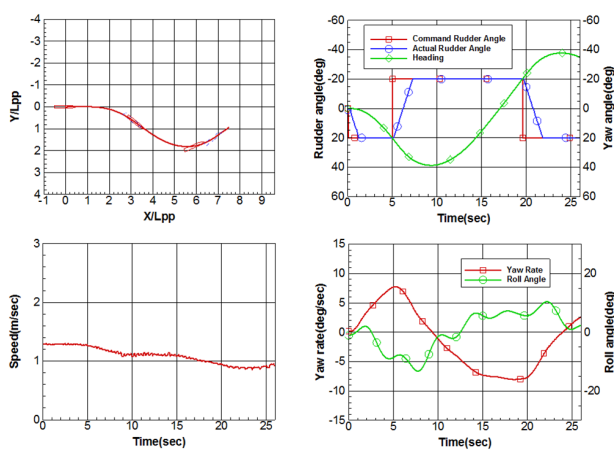 -4
-3
-2
-1
0
1
2
3
4
Y/Lpp
-1 0 1 2 3 4 5 6 7 8 9
X/Lpp
Command Rudder Angle
Actual Rudder Angle
Heading
-60
-40
-20
0
20
40
60
Rudder angle(deg)
-60
-40
-20
0
20
40
60
Yaw angle(deg)
0 5 10 15 20 25
Time(sec)
3
2
1
0
Speed(m/sec)
0 5 10 15 20 25
Time(sec)
Yaw Rate
Roll Angle
15
10
5
0
-5
-10
-15
Yaw rate(deg/sec)
20
10
0
-10
-20
Roll angle(deg)
0 5 10 15 20 25
Time(sec)